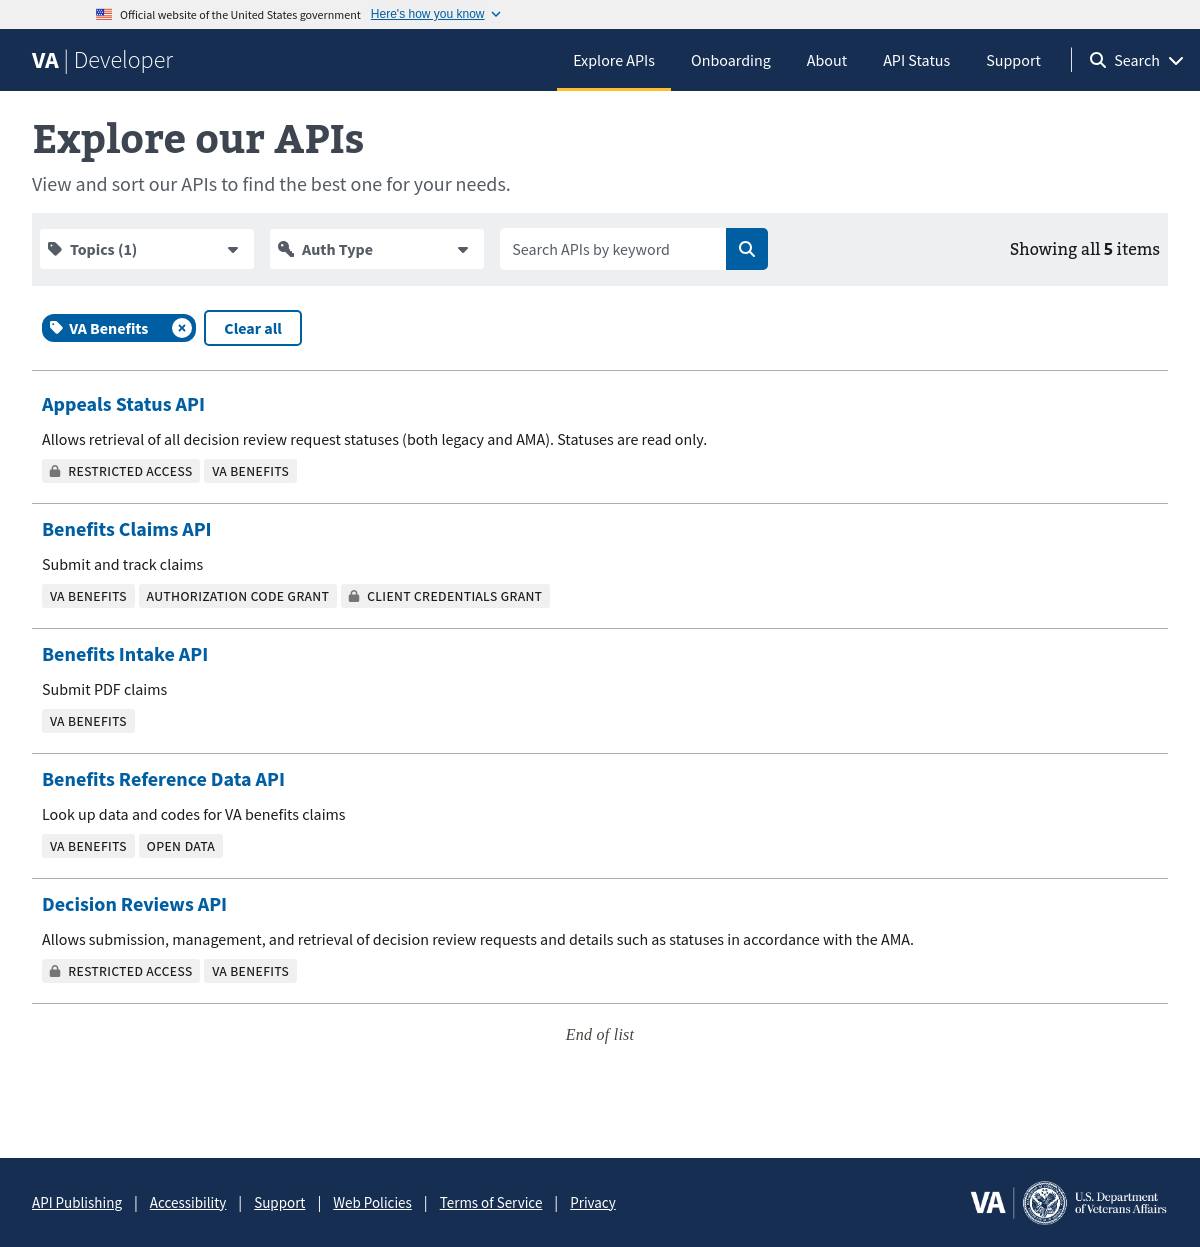 Official website of the United States government Here's how you know
VA | Developer Explore APIs Onboarding About API Status Support Search
Explore our APIs
View and sort our APIs to find the best one for your needs.
Topics (1) Auth Type Search APIs by keyword Showing all 5 items
VA Benefits Clear all
Appeals Status API
Allows retrieval of all decision review request statuses (both legacy and AMA). Statuses are read only.
RESTRICTED ACCESS VA BENEFITS
Benefits Claims API
Submit and track claims
VA BENEFITS AUTHORIZATION CODE GRANT CLIENT CREDENTIALS GRANT
Benefits Intake API
Submit PDF claims
VA BENEFITS
Benefits Reference Data API
Look up data and codes for VA benefits claims
VA BENEFITS OPEN DATA
Decision Reviews API
Allows submission, management, and retrieval of decision review requests and details such as statuses in accordance with the AMA.
RESTRICTED ACCESS VA BENEFITS
End of list
API Publishing | Accessibility | Support | Web Policies | Terms of Service | Privacy
VA | U.S. Department
of Veterans Affairs